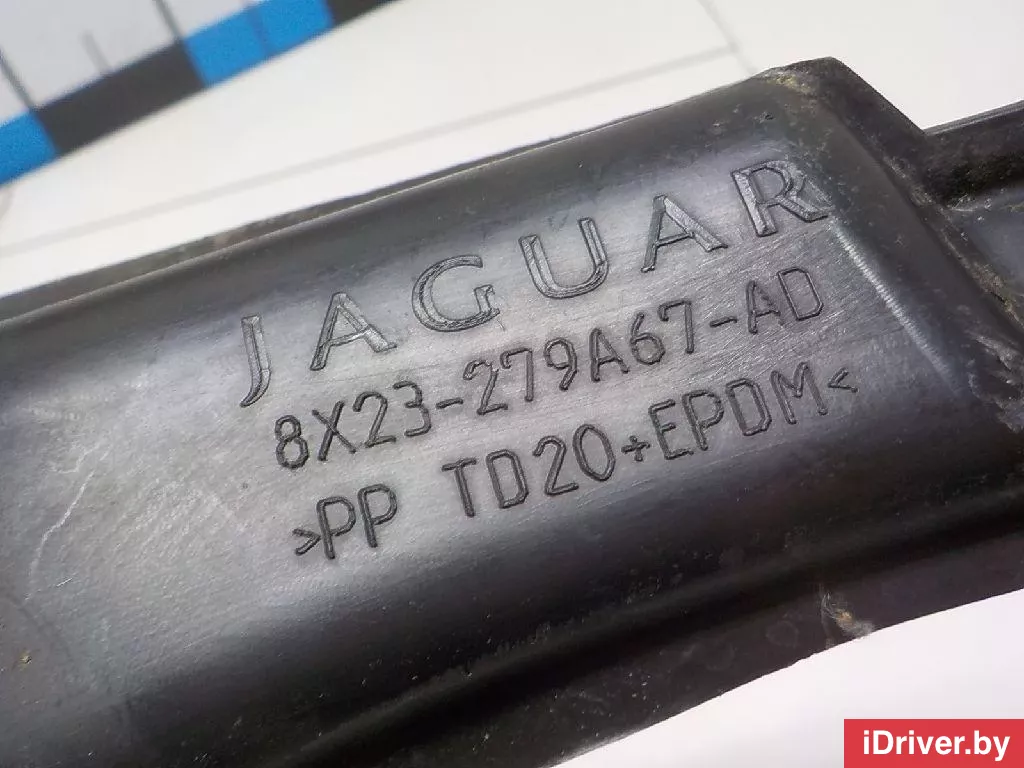 JAGUAR
8X23-279A67-AD
>PP TD20+EPDM<
iDriver.by